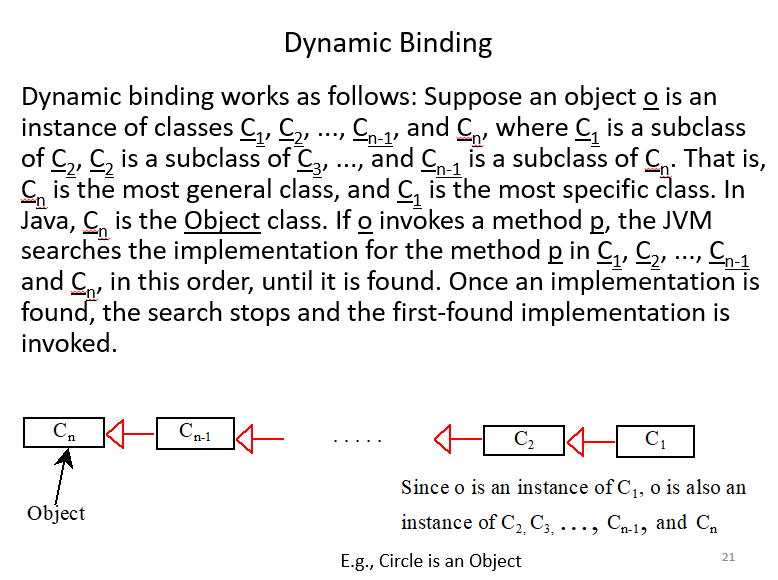 Dynamic Binding
Dynamic binding works as follows: Suppose an object o is an
instance of classes C1, C2, ..., Cn-1, and Cn, where C1 is a subclass
of C2, C2 is a subclass of C3, ..., and Cn-1 is a subclass of Cn. That is,
Cn is the most general class, and C1 is the most specific class. In
Java, Cn is the Object class. If o invokes a method p, the JVM
searches the implementation for the method p in C1, C2, ..., Cn-1
and Cn, in this order, until it is found. Once an implementation is
found, the search stops and the first-found implementation is
invoked.
Cn Cn-1 ..... C2 C1
Since o is an instance of C1, o is also an
Object
instance of C2, C3, ..., Cn-1, and Cn
E.g., Circle is an Object
21